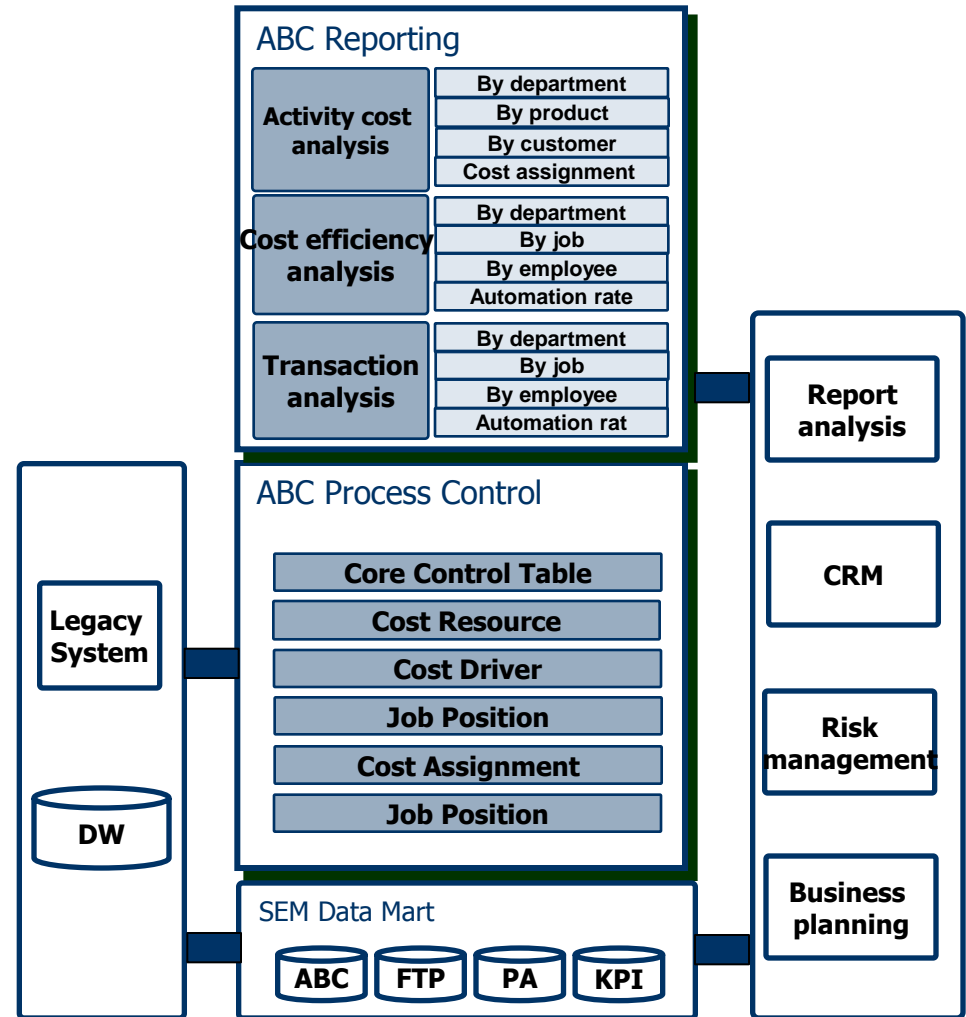 ABC Reporting
Activity cost
analysis
By department
By product
By customer
Cost assignment
Cost efficiency
analysis
By department
By job
By employee
Automation rate
Transaction
analysis
By department
By job
By employee
Automation rat
ABC Process Control
Core Control Table
Cost Resource
Cost Driver
Job Position
Cost Assignment
Job Position
SEM Data Mart
ABC
FTP
PA
KPI
Legacy
System
DW
Report
analysis
CRM
Risk
management
Business
planning